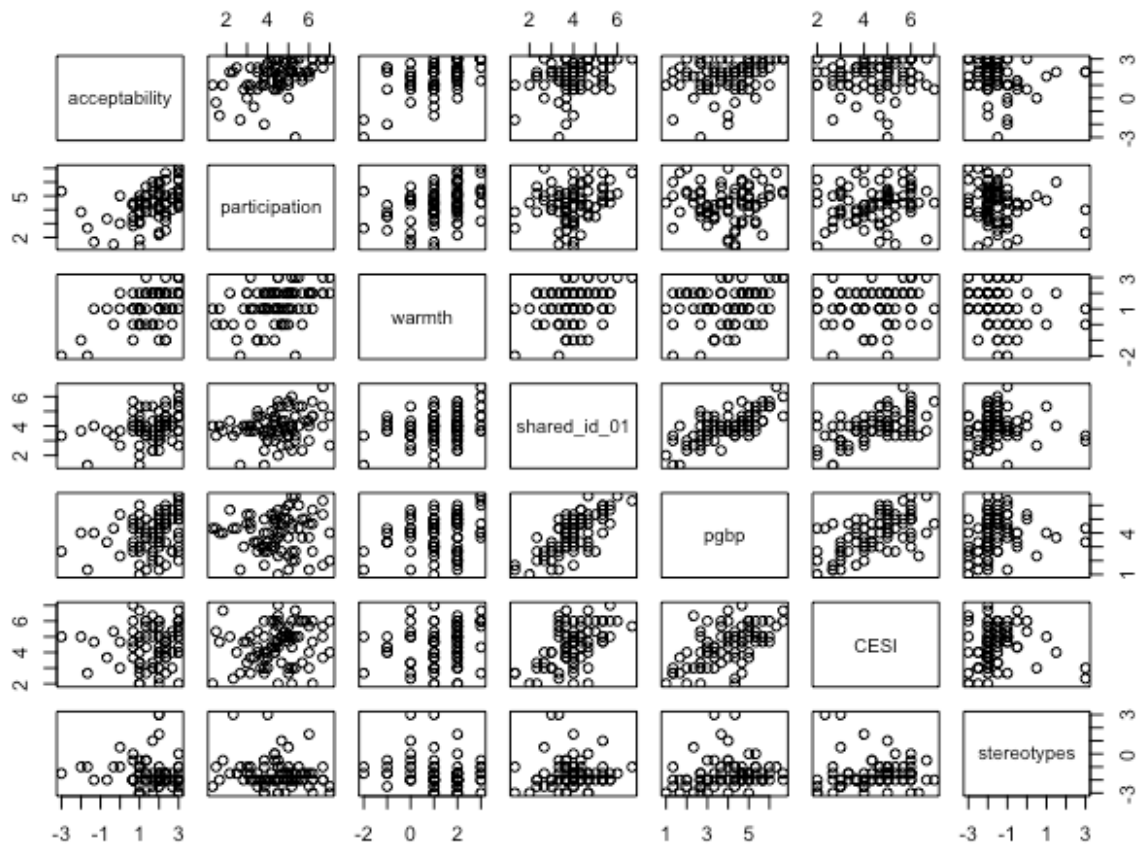 2 4 6 2 4 6 2 4 6
acceptability
-3 0 2
participation
2 5
warmth
-2 1 3
shared_id_01
2 4 6
pgbp
1 4
CESI
2 4 6
stereotypes
-3 0 2
-3 -1 1 3 -2 0 2 1 3 5 -3 -1 1 3